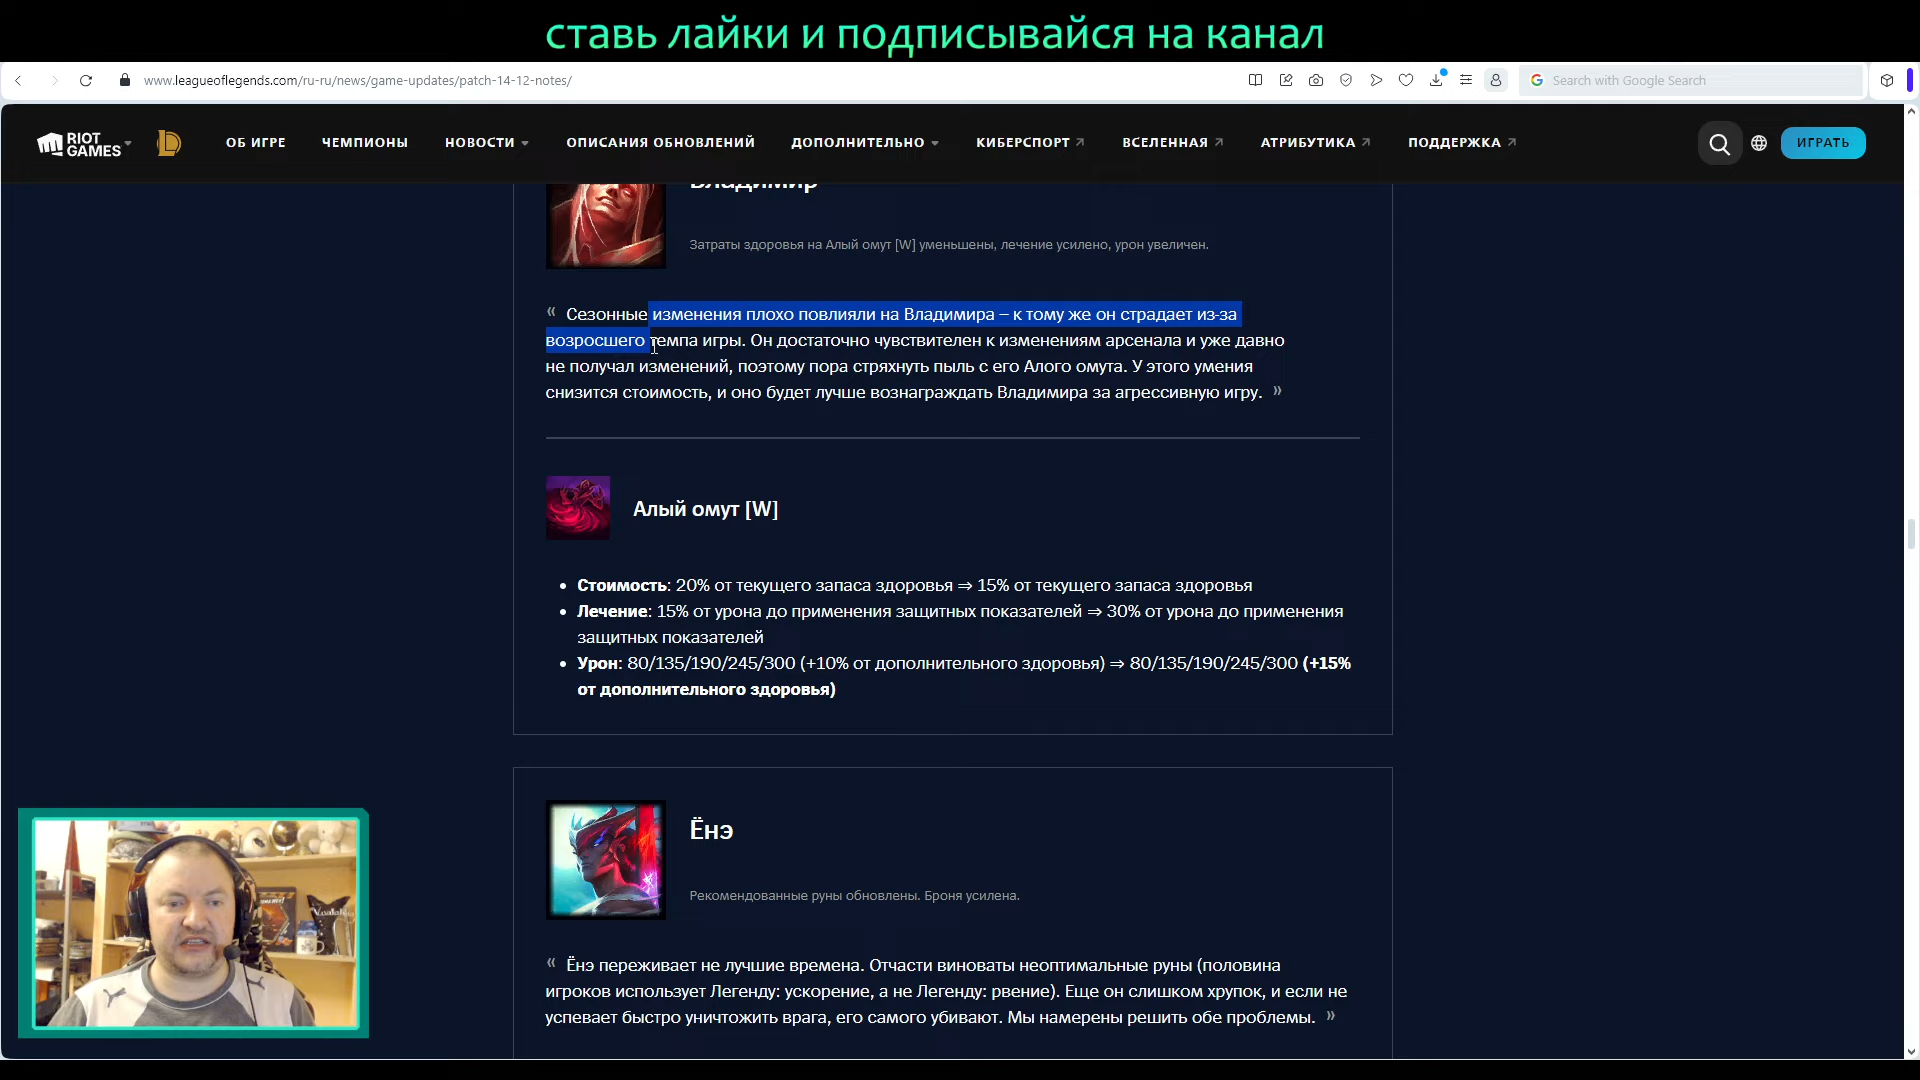 ставь лайки и подписывайся на канал
www.leagueoflegends.com/ru-ru/news/game-updates/patch-14-12-notes/
Search with Google Search
RIOT GAMES
ОБ ИГРЕ
ЧЕМПИОНЫ
НОВОСТИ
ОПИСАНИЯ ОБНОВЛЕНИЙ
ДОПОЛНИТЕЛЬНО
КИБЕРСПОРТ
ВСЕЛЕННАЯ
АТРИБУТИКА
ПОДДЕРЖКА
ИГРАТЬ
Владимир
Затраты здоровья на Алый омут [W] уменьшены, лечение усилено, урон увеличен.
« Сезонные изменения плохо повлияли на Владимира – к тому же он страдает из-за
возросшего темпа игры. Он достаточно чувствителен к изменениям арсенала и уже давно
не получал изменений, поэтому пора стряхнуть пыль с его Алого омута. У этого умения
снизится стоимость, и оно будет лучше вознаграждать Владимира за агрессивную игру. »
Алый омут [W]
• Стоимость: 20% от текущего запаса здоровья ⇒ 15% от текущего запаса здоровья
• Лечение: 15% от урона до применения защитных показателей ⇒ 30% от урона до применения
защитных показателей
• Урон: 80/135/190/245/300 (+10% от дополнительного здоровья) ⇒ 80/135/190/245/300 (+15%
от дополнительного здоровья)
Ёнэ
Рекомендованные руны обновлены. Броня усилена.
« Ёнэ переживает не лучшие времена. Отчасти виноваты неоптимальные руны (половина
игроков использует Легенду: ускорение, а не Легенду: рвение). Еще он слишком хрупок, и если не
успевает быстро уничтожить врага, его самого убивают. Мы намерены решить обе проблемы. »